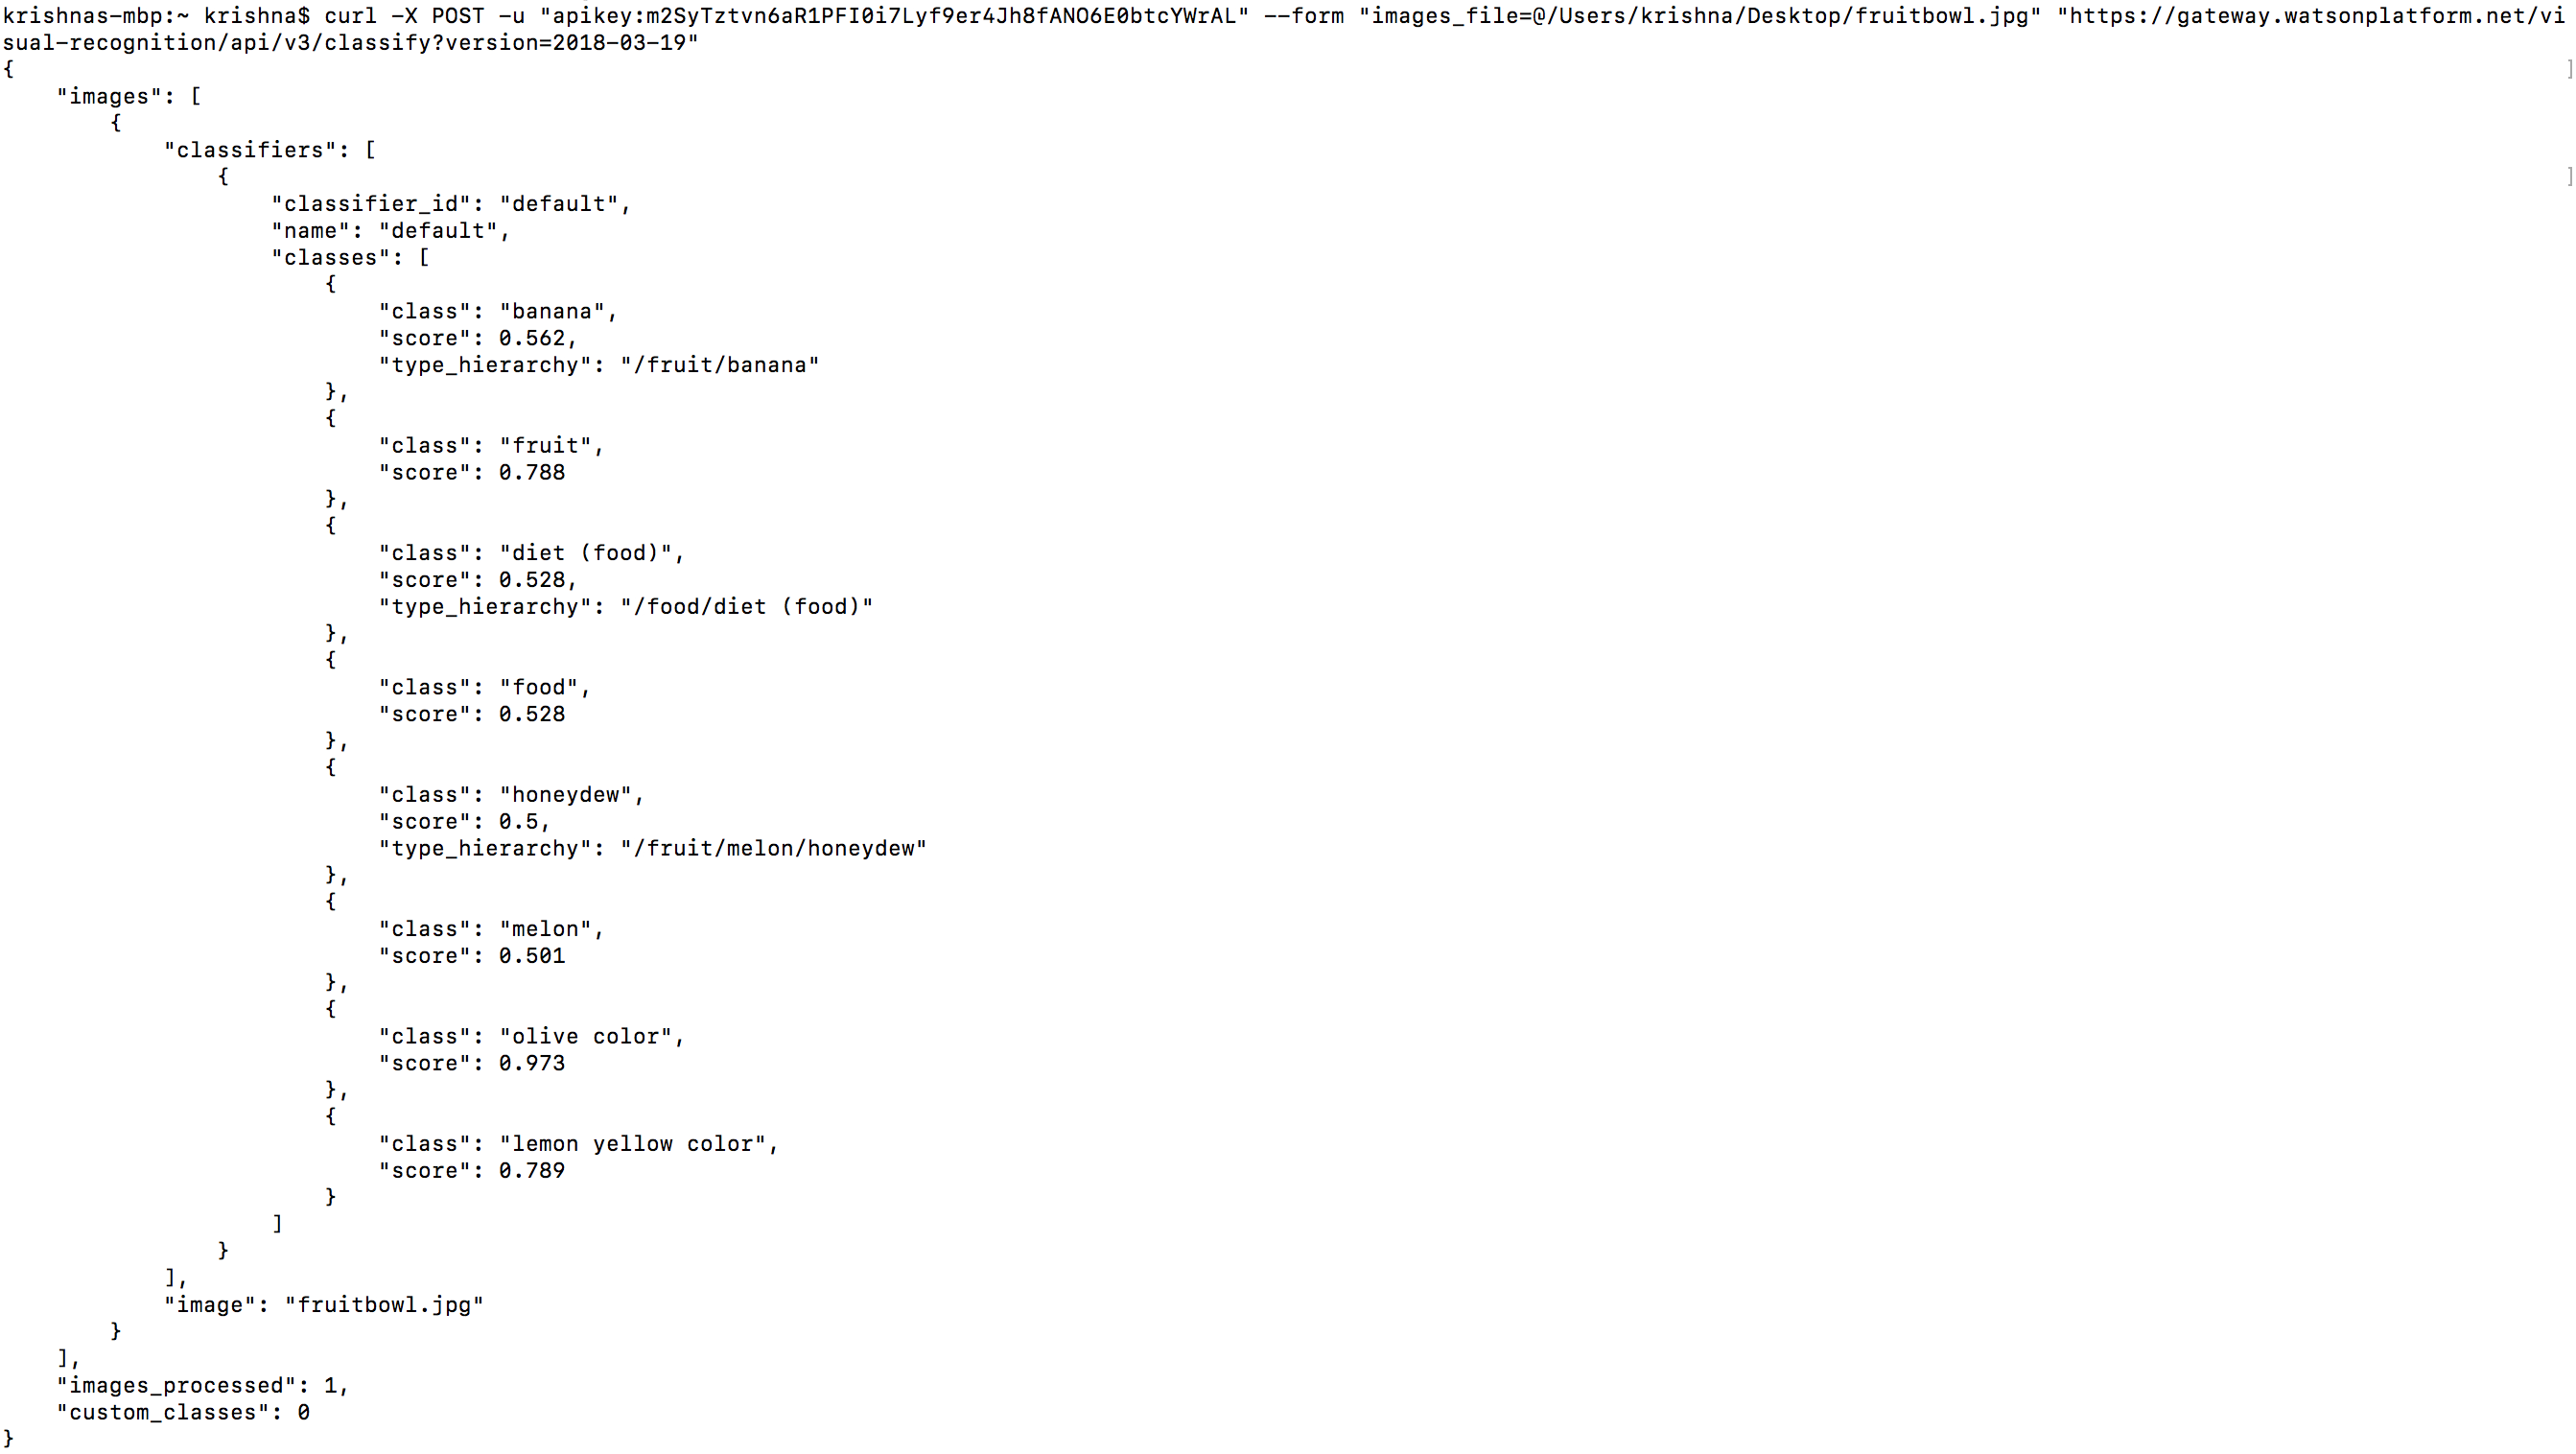 krishnas-mbp:~ krishna$ curl -X POST -u "apikey:m2SyTztvn6aR1PFI0i7Lyf9er4Jh8fANO6E0btcYWrAL" --form "images_file=@/Users/krishna/Desktop/fruitbowl.jpg" "https://gateway.watsonplatform.net/vi
sual-recognition/api/v3/classify?version=2018-03-19"
{ ]
    "images": [
        {
            "classifiers": [
                { ]
                    "classifier_id": "default",
                    "name": "default",
                    "classes": [
                        {
                            "class": "banana",
                            "score": 0.562,
                            "type_hierarchy": "/fruit/banana"
                        },
                        {
                            "class": "fruit",
                            "score": 0.788
                        },
                        {
                            "class": "diet (food)",
                            "score": 0.528,
                            "type_hierarchy": "/food/diet (food)"
                        },
                        {
                            "class": "food",
                            "score": 0.528
                        },
                        {
                            "class": "honeydew",
                            "score": 0.5,
                            "type_hierarchy": "/fruit/melon/honeydew"
                        },
                        {
                            "class": "melon",
                            "score": 0.501
                        },
                        {
                            "class": "olive color",
                            "score": 0.973
                        },
                        {
                            "class": "lemon yellow color",
                            "score": 0.789
                        }
                    ]
                }
            ],
            "image": "fruitbowl.jpg"
        }
    ],
    "images_processed": 1,
    "custom_classes": 0
}